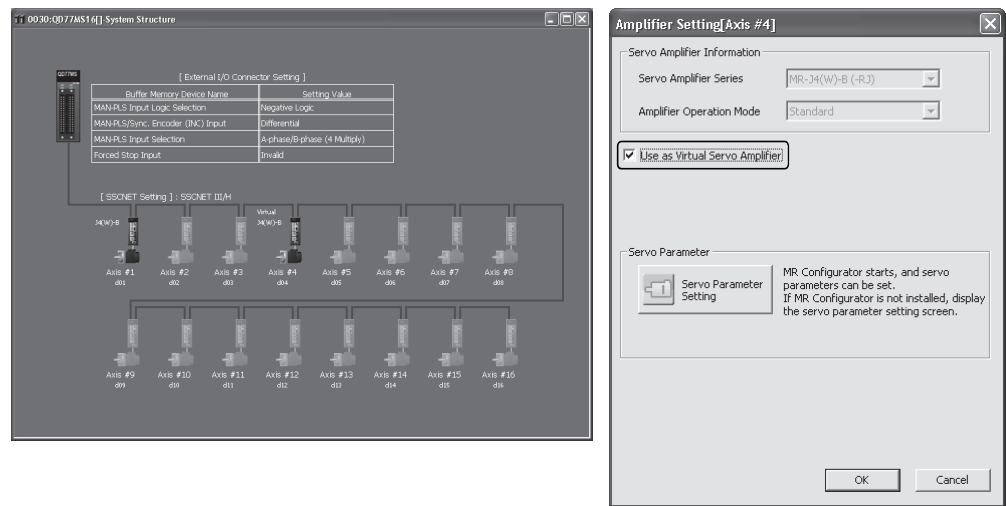 0030:QD77MS16[]-System Structure
QD77MS
[ External I/O Connector Setting ]
Buffer Memory Device Name Setting Value
MAN-PLS Input Logic Selection Negative Logic
MAN-PLS/Sync. Encoder (INC) Input Differential
MAN-PLS Input Selection A-phase/B-phase (4 Multiply)
Forced Stop Input Invalid
[ SSCNET Setting ] : SSCNET III/H
Virtual
J4(W)-B J4(W)-B
Axis #1 Axis #2 Axis #3 Axis #4 Axis #5 Axis #6 Axis #7 Axis #8
d01 d02 d03 d04 d05 d06 d07 d08
Axis #9 Axis #10 Axis #11 Axis #12 Axis #13 Axis #14 Axis #15 Axis #16
d09 d10 d11 d12 d13 d14 d15 d16
Amplifier Setting[Axis #4]
Servo Amplifier Information
Servo Amplifier Series MR-J4(W)-B (-RJ)
Amplifier Operation Mode Standard
Use as Virtual Servo Amplifier
Servo Parameter
Servo Parameter
Setting
MR Configurator starts, and servo
parameters can be set.
If MR Configurator is not installed, display
the servo parameter setting screen.
OK Cancel